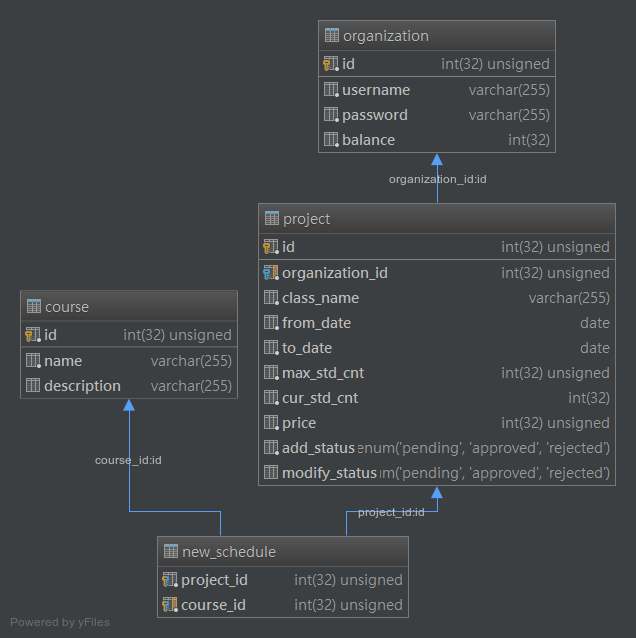 organization
id int(32) unsigned
username varchar(255)
password varchar(255)
balance int(32)
organization_id:id
project
id int(32) unsigned
organization_id int(32) unsigned
class_name varchar(255)
from_date date
to_date date
max_std_cnt int(32) unsigned
cur_std_cnt int(32)
price int(32) unsigned
add_status enum('pending', 'approved', 'rejected')
modify_status um('pending', 'approved', 'rejected')
course
id int(32) unsigned
name varchar(255)
description varchar(255)
course_id:id
project_id:id
new_schedule
project_id int(32) unsigned
course_id int(32) unsigned
Powered by yFiles